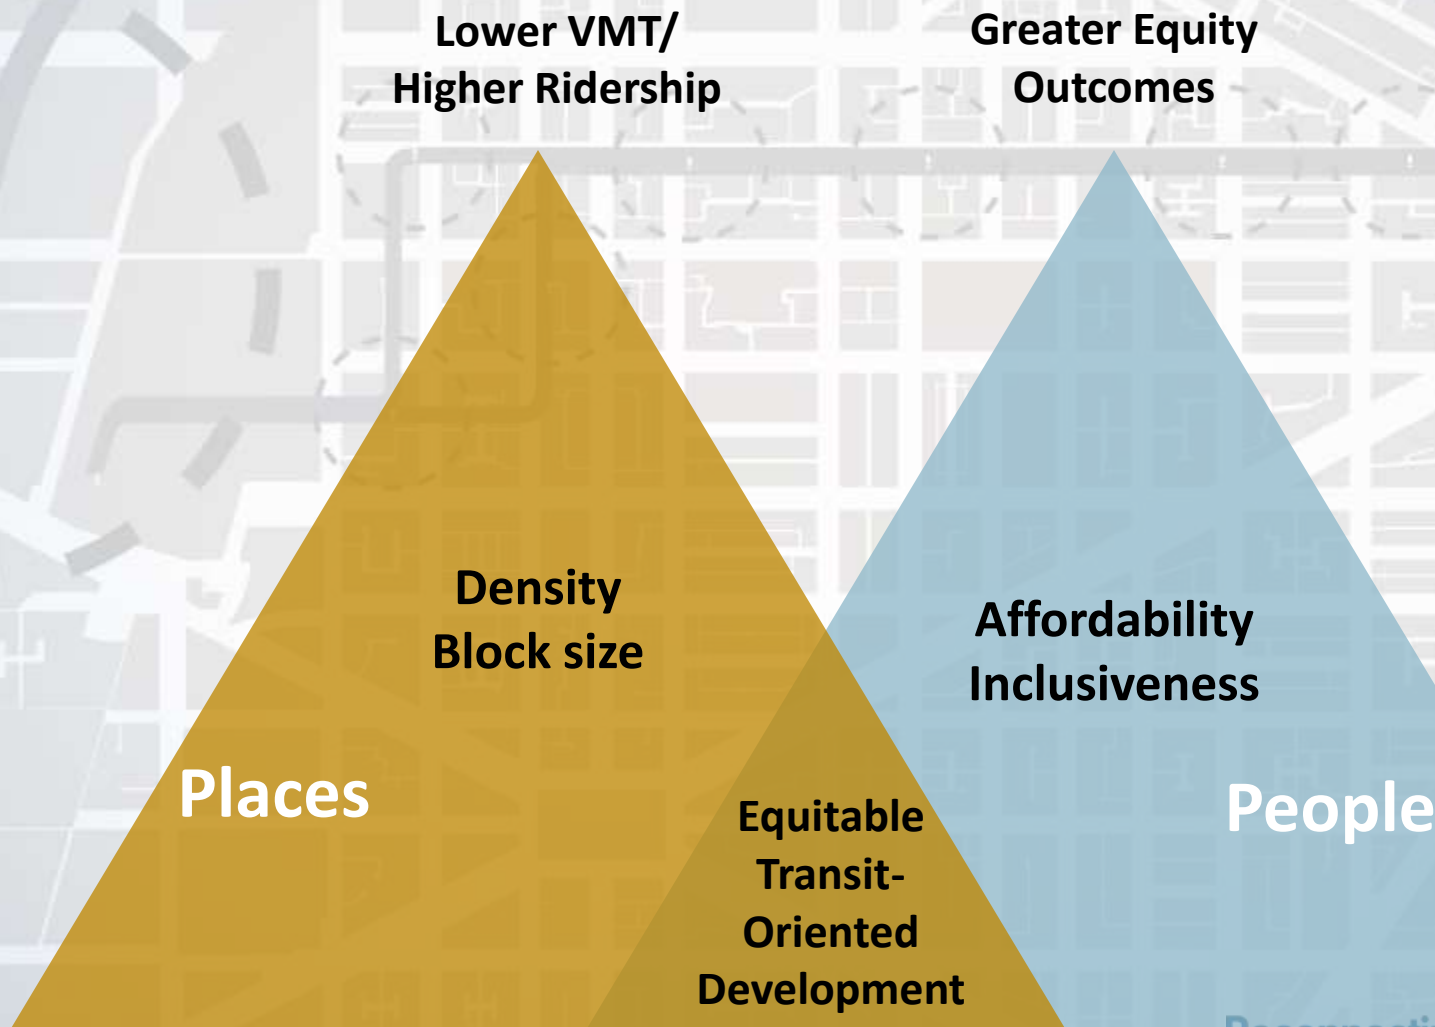 Lower VMT/
Higher Ridership
Greater Equity
Outcomes
Density
Block size
Affordability
Inclusiveness
Places
People
Equitable
Transit-
Oriented
Development